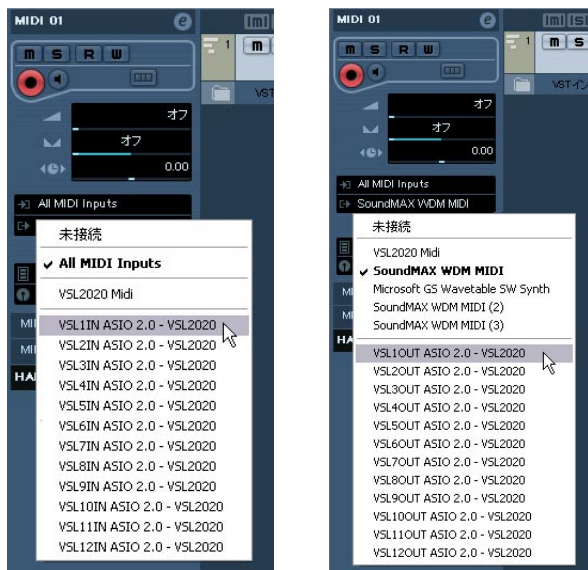 MIDI 01
e
M S R W
1
m
オフ
オフ
0.00
All MIDI Inputs
未接続
✓ All MIDI Inputs
VSL2020 Midi
VSL1IN ASIO 2.0 - VSL2020
VSL2IN ASIO 2.0 - VSL2020
VSL3IN ASIO 2.0 - VSL2020
VSL4IN ASIO 2.0 - VSL2020
VSL5IN ASIO 2.0 - VSL2020
VSL6IN ASIO 2.0 - VSL2020
VSL7IN ASIO 2.0 - VSL2020
VSL8IN ASIO 2.0 - VSL2020
VSL9IN ASIO 2.0 - VSL2020
VSL10IN ASIO 2.0 - VSL2020
VSL11IN ASIO 2.0 - VSL2020
VSL12IN ASIO 2.0 - VSL2020
MIDI 01
e
M S R W
1
m s
VSTイン
オフ
オフ
0.00
All MIDI Inputs
SoundMAX WDM MIDI
未接続
VSL2020 Midi
✓ SoundMAX WDM MIDI
Microsoft GS Wavetable SW Synth
SoundMAX WDM MIDI (2)
SoundMAX WDM MIDI (3)
VSL1OUT ASIO 2.0 - VSL2020
VSL2OUT ASIO 2.0 - VSL2020
VSL3OUT ASIO 2.0 - VSL2020
VSL4OUT ASIO 2.0 - VSL2020
VSL5OUT ASIO 2.0 - VSL2020
VSL6OUT ASIO 2.0 - VSL2020
VSL7OUT ASIO 2.0 - VSL2020
VSL8OUT ASIO 2.0 - VSL2020
VSL9OUT ASIO 2.0 - VSL2020
VSL10OUT ASIO 2.0 - VSL2020
VSL11OUT ASIO 2.0 - VSL2020
VSL12OUT ASIO 2.0 - VSL2020